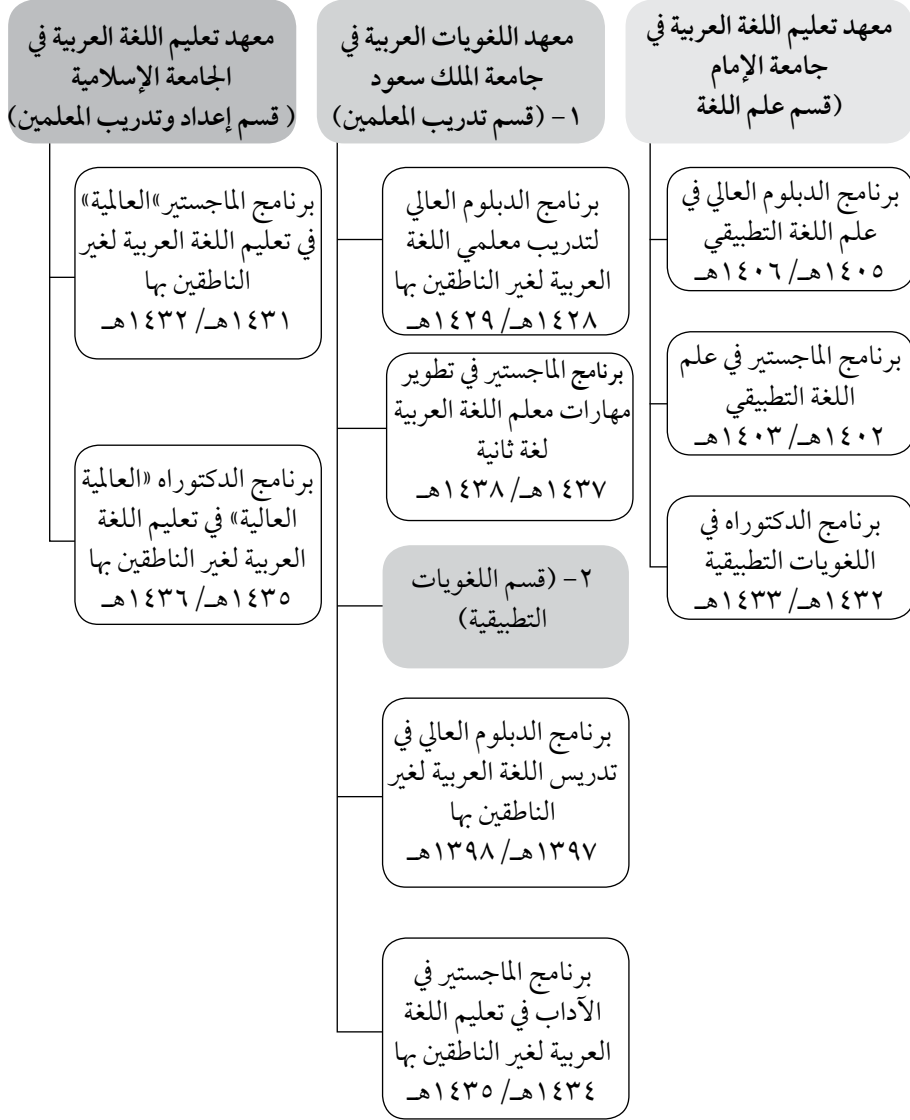 معهد تعليم اللغة العربية في
جامعة الإمام
(قسم علم اللغة
برنامج الدبلوم العالي في
علم اللغة التطبيقي
١٤٠٥هـ/ ١٤٠٦هـ
برنامج الماجستير في علم
اللغة التطبيقي
١٤٠٢هـ/ ١٤٠٣هـ
برنامج الدكتوراه في
اللغويات التطبيقية
١٤٣٢هـ/ ١٤٣٣هـ
معهد اللغويات العربية في
جامعة الملك سعود
١- (قسم تدريب المعلمين)
برنامج الدبلوم العالي
لتدريب معلمي اللغة
العربية لغير الناطقين بها
١٤٢٨هـ/ ١٤٢٩هـ
برنامج الماجستير في تطوير
مهارات معلم اللغة العربية
لغة ثانية
١٤٣٧هـ/ ١٤٣٨هـ
٢- (قسم اللغويات
التطبيقية)
برنامج الدبلوم العالي في
تدريس اللغة العربية لغير
الناطقين بها
١٣٩٧هـ/ ١٣٩٨هـ
برنامج الماجستير في
الآداب في تعليم اللغة
العربية لغير الناطقين بها
١٤٣٤هـ/ ١٤٣٥هـ
معهد تعليم اللغة العربية في
الجامعة الإسلامية
( قسم إعداد وتدريب المعلمين)
برنامج الماجستير»العالمية«
في تعليم اللغة العربية لغير
الناطقين بها
١٤٣١هـ/ ١٤٣٢هـ
برنامج الدكتوراه «العالمية
العالية» في تعليم اللغة
العربية لغير الناطقين بها
١٤٣٥هـ/ ١٤٣٦هـ